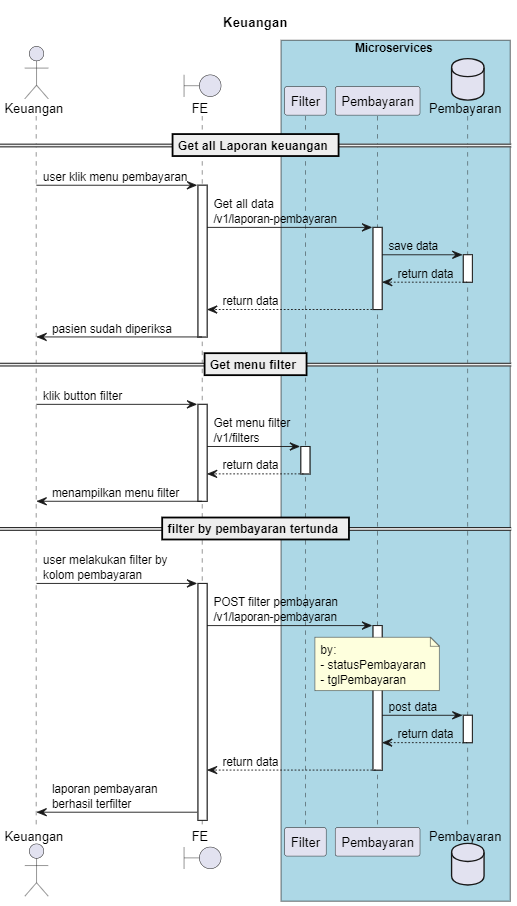 Keuangan
Microservices
Keuangan
FE
Filter
Pembayaran
Pembayaran
Get all Laporan keuangan
user klik menu pembayaran
Get all data
/v1/laporan-pembayaran
save data
return data
return data
pasien sudah diperiksa
Get menu filter
klik button filter
Get menu filter
/v1/filters
return data
menampilkan menu filter
filter by pembayaran tertunda
user melakukan filter by
kolom pembayaran
POST filter pembayaran
/v1/laporan-pembayaran
by:
- statusPembayaran
- tglPembayaran
post data
return data
return data
laporan pembayaran
berhasil terfilter
Keuangan
FE
Filter
Pembayaran
Pembayaran